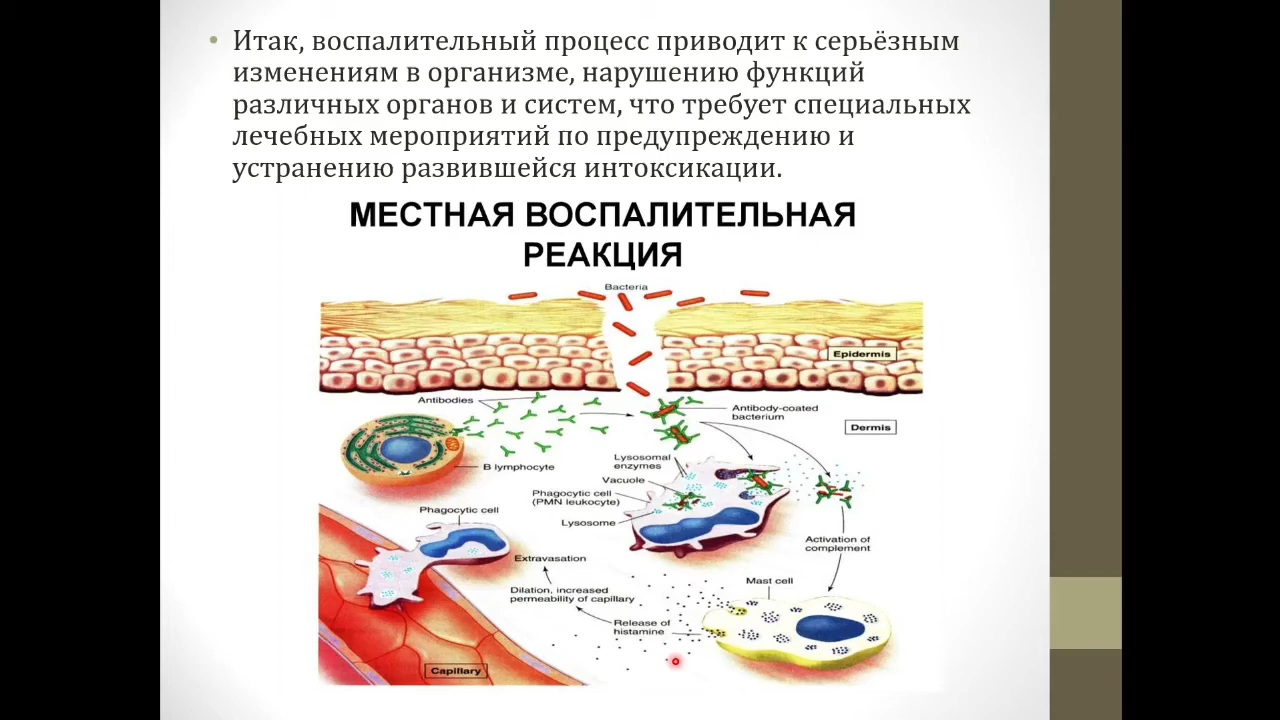 • Итак, воспалительный процесс приводит к серьёзным
изменениям в организме, нарушению функций
различных органов и систем, что требует специальных
лечебных мероприятий по предупреждению и
устранению развившейся интоксикации.
МЕСТНАЯ ВОСПАЛИТЕЛЬНАЯ
РЕАКЦИЯ
Bacteria
Epidermis
Antibodies
Antibody-coated
bacterium
Dermis
B lymphocyte
Lysosomal
enzymes
Vacuole
Phagocytic cell
(PMN leukocyte)
Lysosome
Phagocytic cell
Activation of
complement
Extravasation
Mast cell
Dilation, increased
permeability of capillary
Release of
histamine
Capillary